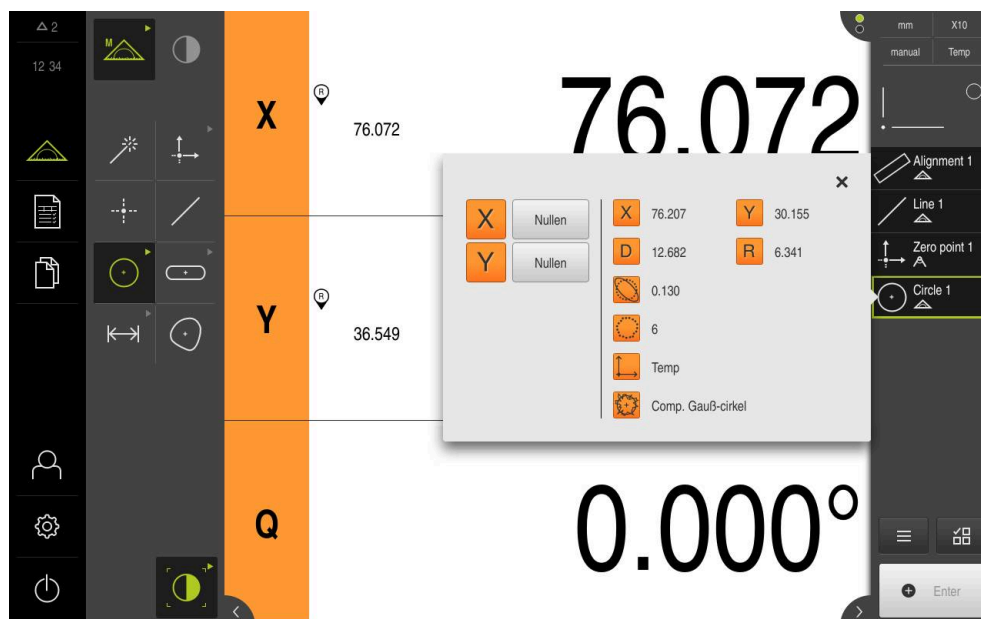 2
12 34
M
X
R
76.072
76.072
Y
R
36.549
Q
0.000°
X
Nullen
Y
Nullen
X
76.207
Y
30.155
D
12.682
R
6.341
0.130
6
Temp
Comp. Gauß-cirkel
mm
X10
manual
Temp
Alignment 1
Line 1
Zero point 1
Circle 1
Enter